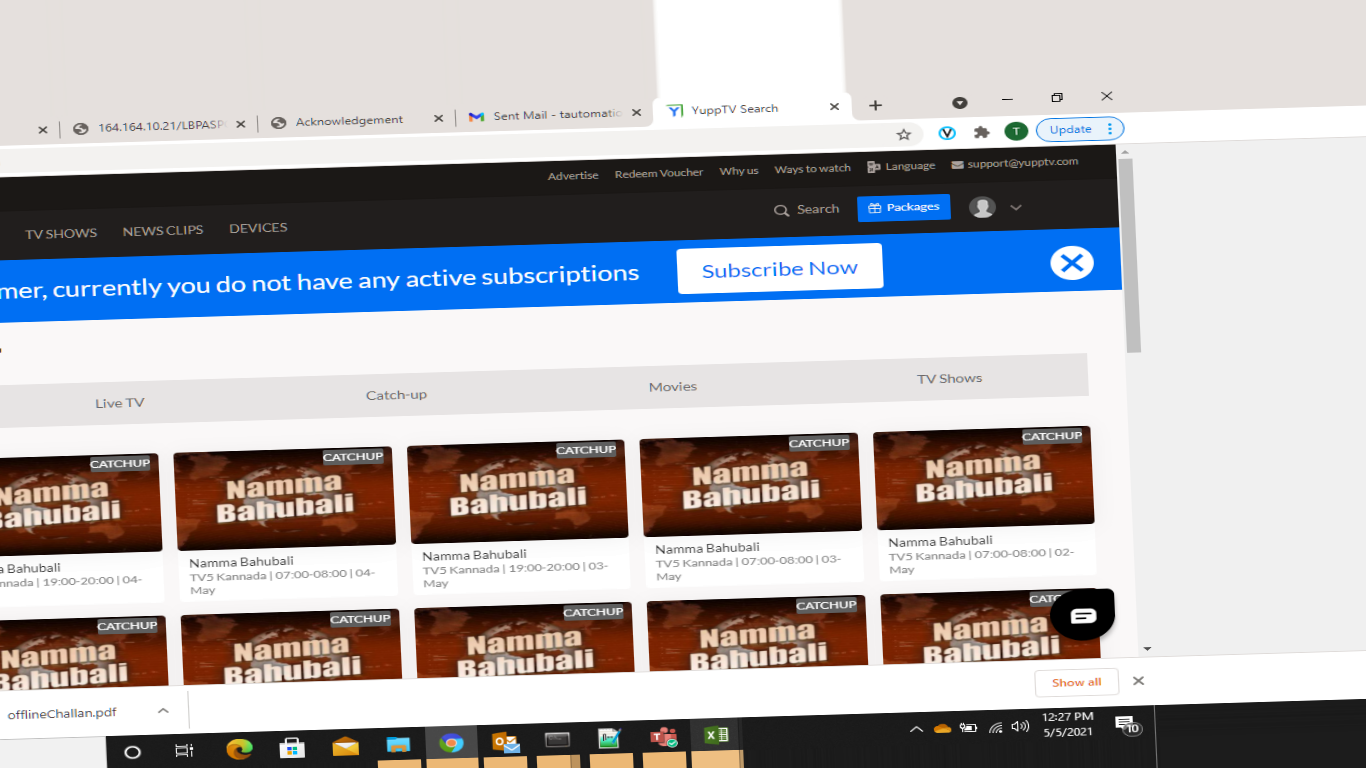 164.164.10.21/LBPASP
Acknowledgement
Sent Mail - tautomatio
YuppTV Search
T
Update
Advertise
Redeem Voucher
Why us
Ways to watch
Language
support@yupptv.com
TV SHOWS
NEWS CLIPS
DEVICES
Search
Packages
mer, currently you do not have any active subscriptions
Subscribe Now
Live TV
Catch-up
Movies
TV Shows
CATCHUP
Namma
Bahubali
CATCHUP
Namma
Bahubali
CATCHUP
Namma
Bahubali
CATCHUP
Namma
Bahubali
CATCHUP
Namma
Bahubali
a Bahubali
nnada | 19:00-20:00 | 04-
Namma Bahubali
TV5 Kannada | 07:00-08:00 | 04-
May
Namma Bahubali
TV5 Kannada | 19:00-20:00 | 03-
May
Namma Bahubali
TV5 Kannada | 07:00-08:00 | 03-
May
Namma Bahubali
TV5 Kannada | 07:00-08:00 | 02-
May
CATCHUP
Namma
Bahubali
CATCHUP
Namma
Bahubali
CATCHUP
Namma
Bahubali
CATCHUP
Namma
Bahubali
CATC
Namma
Bahubali
offlineChallan.pdf
Show all
12:27 PM
5/5/2021
10